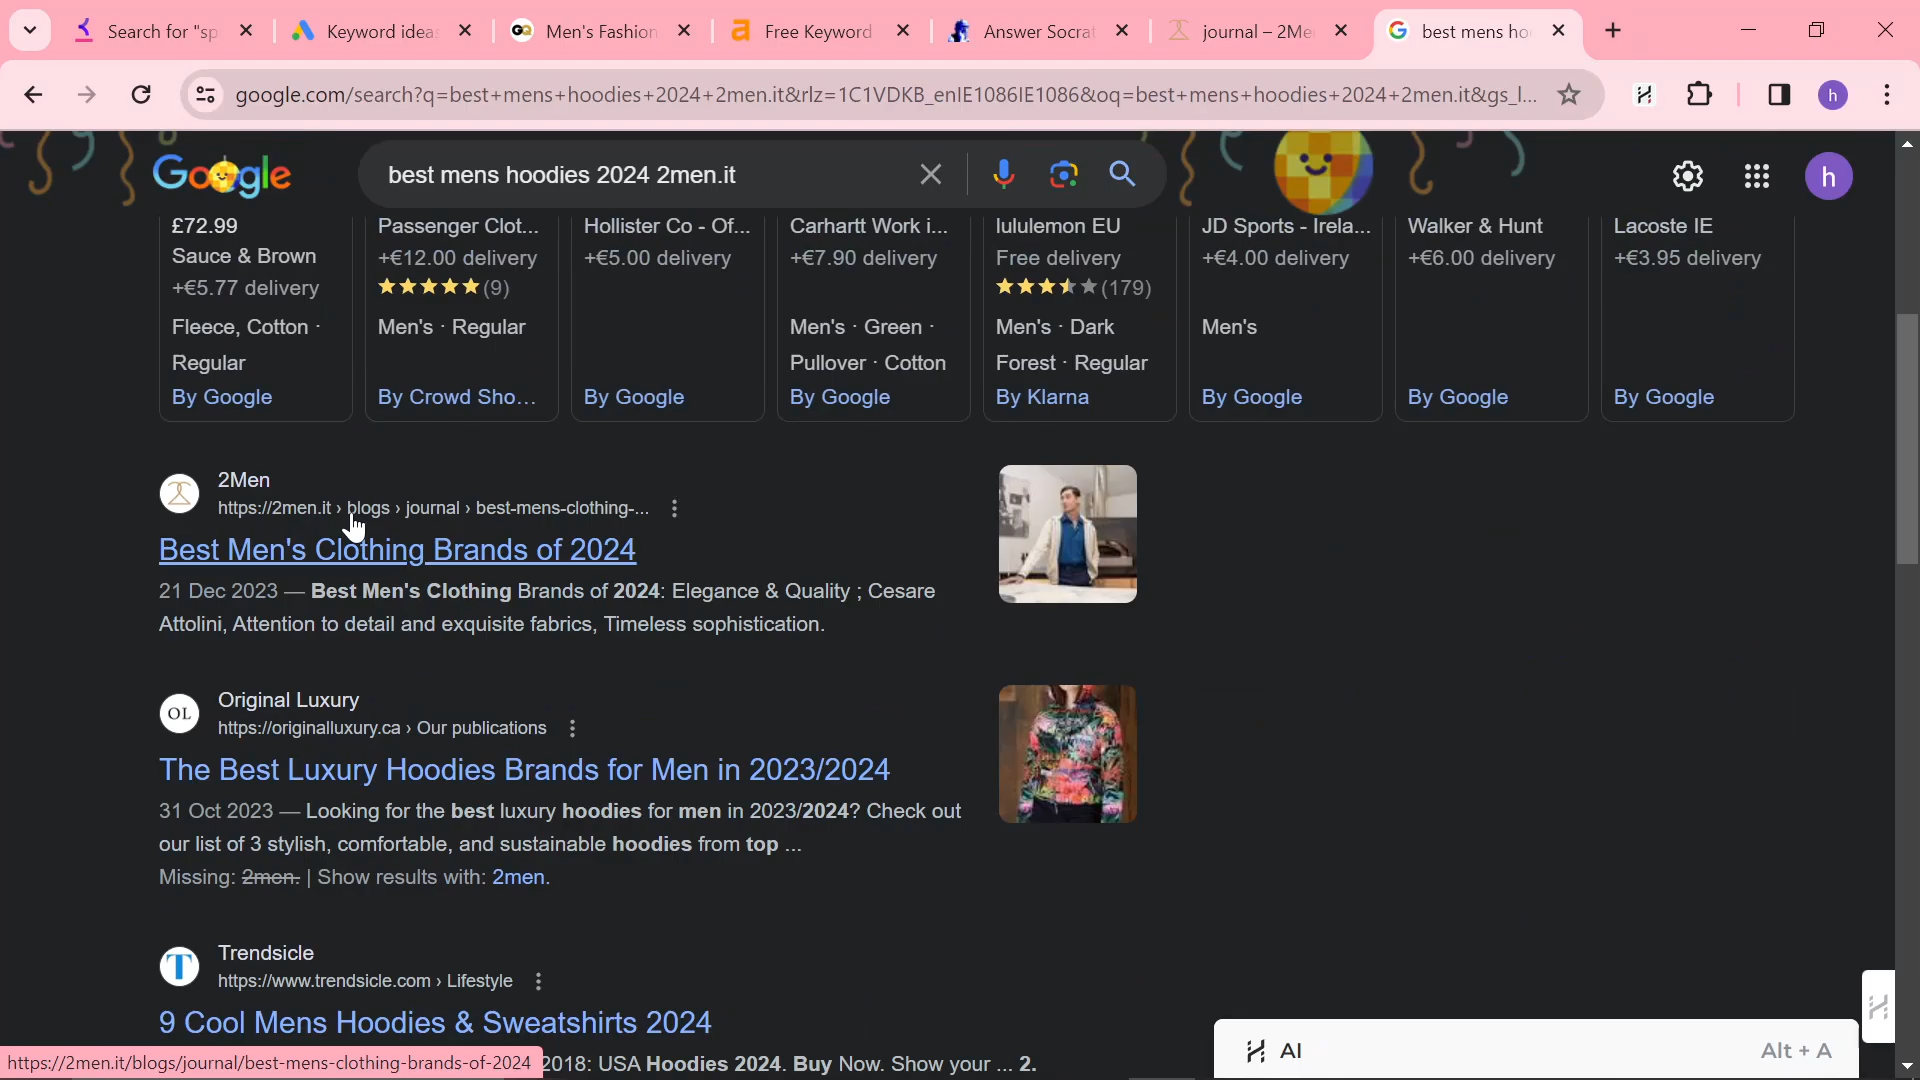 Search for "sp
Keyword idea
Men's Fashion
Free Keyword
Answer Socrat
journal – 2Me
best mens ho
google.com/search?q=best+mens+hoodies+2024+2men.it&rlz=1C1VDKB_enIE1086IE1086&oq=best+mens+hoodies+2024+2men.it&gs_l...
h
Google
best mens hoodies 2024 2men.it
h
£72.99
Sauce & Brown
+€5.77 delivery
Fleece, Cotton ·
Regular
By Google
Passenger Clot...
+€12.00 delivery
(9)
Men's · Regular
By Crowd Sho...
Hollister Co - Of...
+€5.00 delivery
By Google
Carhartt Work i...
+€7.90 delivery
Men's · Green ·
Pullover · Cotton
By Google
lululemon EU
Free delivery
(179)
Men's · Dark
Forest · Regular
By Klarna
JD Sports - Irela...
+€4.00 delivery
Men's
By Google
Walker & Hunt
+€6.00 delivery
By Google
Lacoste IE
+€3.95 delivery
By Google
2Men
https://2men.it › blogs › journal › best-mens-clothing-...
Best Men's Clothing Brands of 2024
21 Dec 2023 — Best Men's Clothing Brands of 2024: Elegance & Quality ; Cesare
Attolini, Attention to detail and exquisite fabrics, Timeless sophistication.
OL
Original Luxury
https://originalluxury.ca › Our publications
The Best Luxury Hoodies Brands for Men in 2023/2024
31 Oct 2023 — Looking for the best luxury hoodies for men in 2023/2024? Check out
our list of 3 stylish, comfortable, and sustainable hoodies from top ...
Missing: 2men. | Show results with: 2men.
T
Trendsicle
https://www.trendsicle.com › Lifestyle
9 Cool Mens Hoodies & Sweatshirts 2024
2018: USA Hoodies 2024. Buy Now. Show your ... 2.
https://2men.it/blogs/journal/best-mens-clothing-brands-of-2024
AI
Alt + A